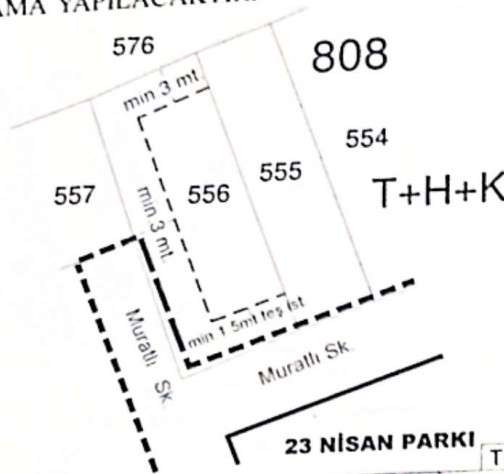 AMA YAPILACAKTIR.
576
808
min 3 mt.
554
557
min 3 mt.
556
555
T+H+K
min 1.5mt teş ist.
Muratlı Sk.
Muratlı Sk.
23 NİSAN PARKI
T